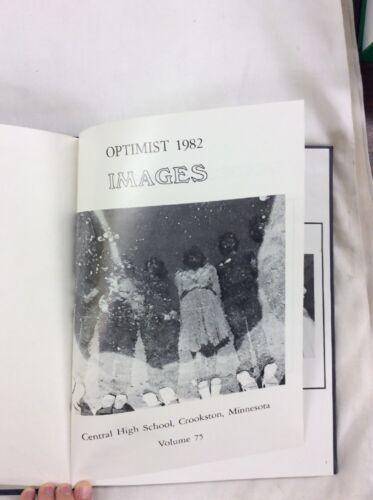 OPTIMIST 1982
IMAGES
Central High School, Crookston, Minnesota
Volume 75